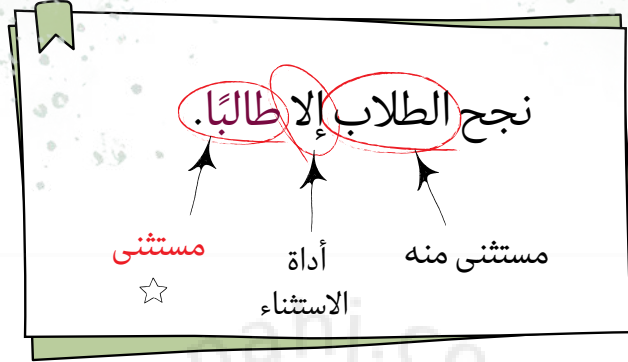 نجح الطلاب إلا طالبًا.
مستثنى منه
أداة
الاستثناء
مستثنى